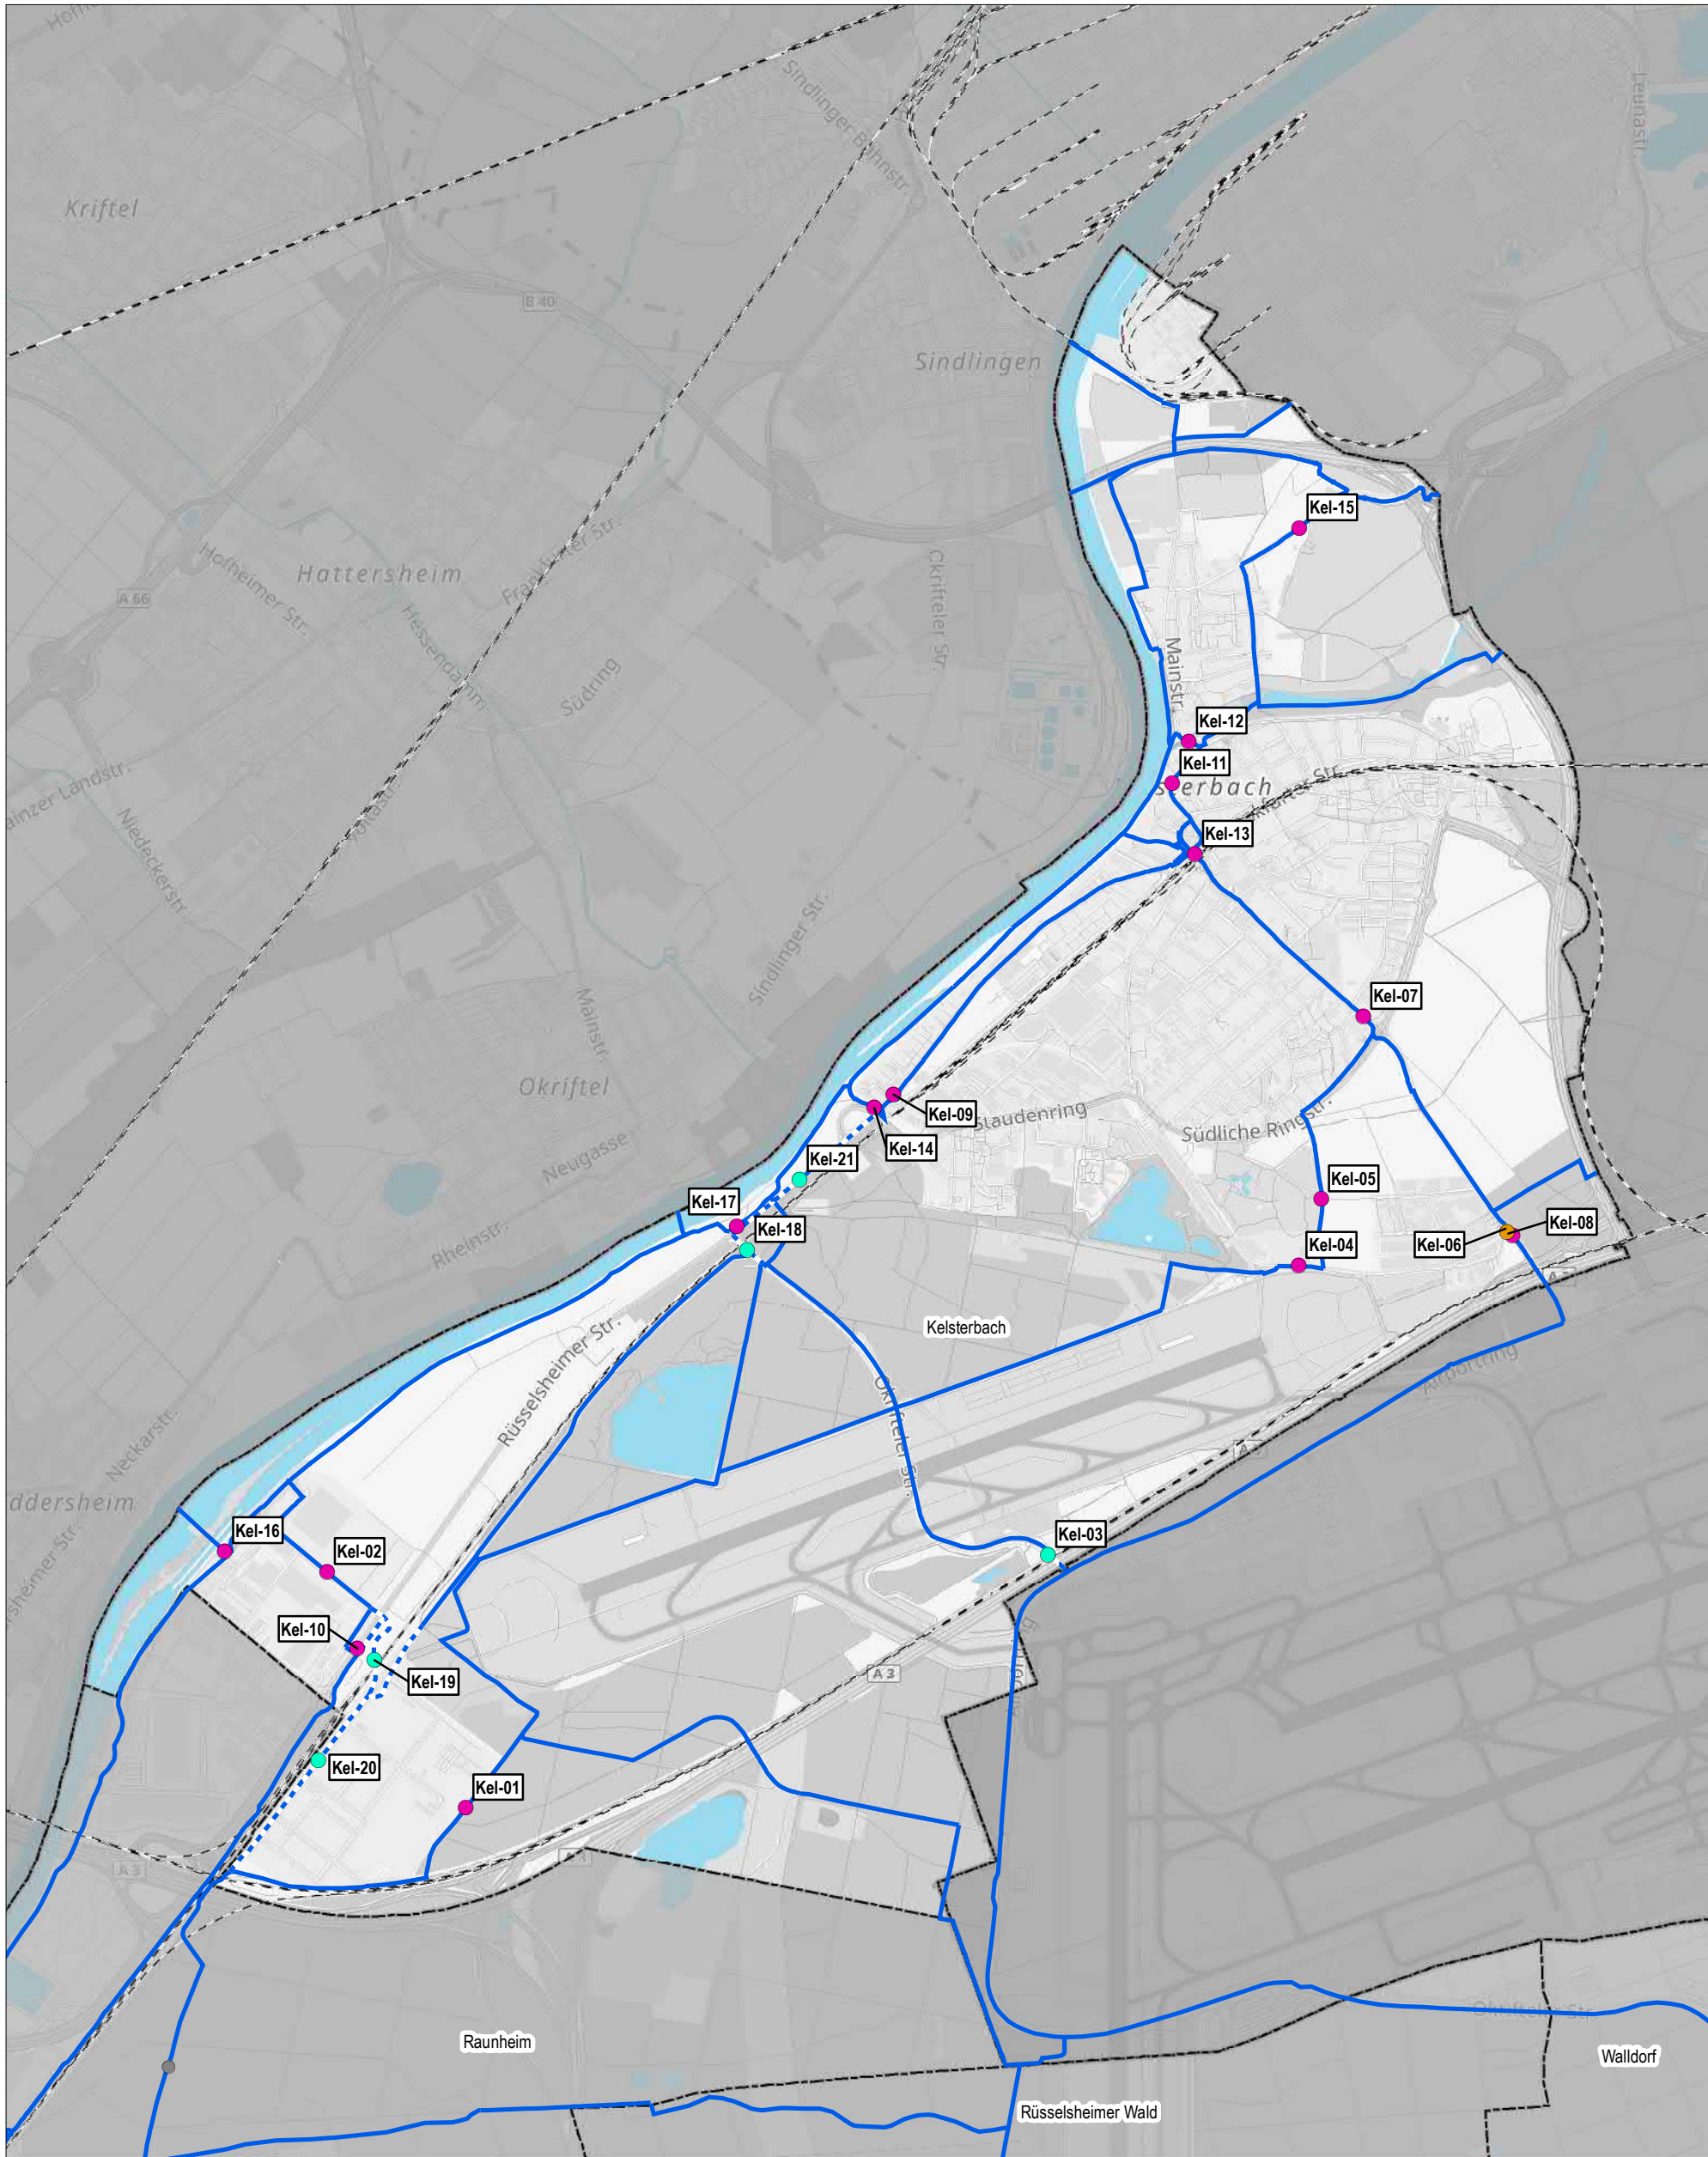 Kriftel
Sindlinger Bahnstr.
Leunastr.
B 40
Sindlingen
Kel-15
Hattersheim
Frankfurter Str.
Hofheimer Str.
A 66
Okrifteler Str.
Hessendamm
Südring
Mainstr.
Kel-12
Kel-11
sterbach
Kel-13
Niedeckerstr.
Sindlinger Str.
Mainstr.
Kel-07
Okriftel
Kel-09
Staudenring
Südliche Ringstr.
Kel-14
Neugasse
Kel-21
Kel-17
Kel-18
Kel-05
Kel-08
Kel-06
Kel-04
Rheinstr.
Kelsterbach
Rüsselsheimer Str.
Airportring
Okrifteler Str.
Neckarstr.
ddersheim
Kel-16
Kel-02
Kel-03
Kel-10
Kel-19
A 3
Kel-20
Kel-01
A 3
Raunheim
Okrifteler Str.
Walldorf
Rüsselsheimer Wald